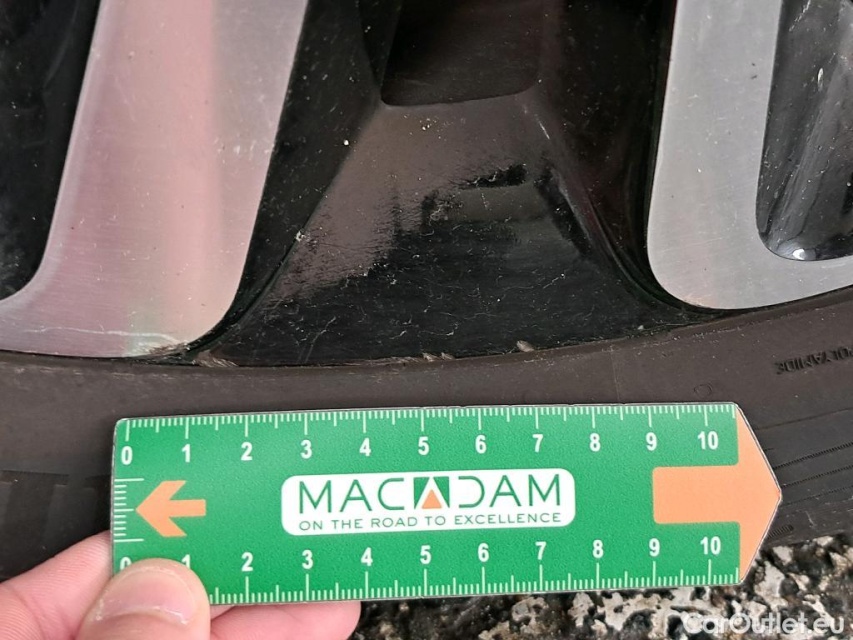 POLYAMIDE
0 1 2 3 4 5 6 7 8 9 10
MACADAM
ON THE ROAD TO EXCELLENCE
0 1 2 3 4 5 6 7 8 9 10
CarOutlet.eu